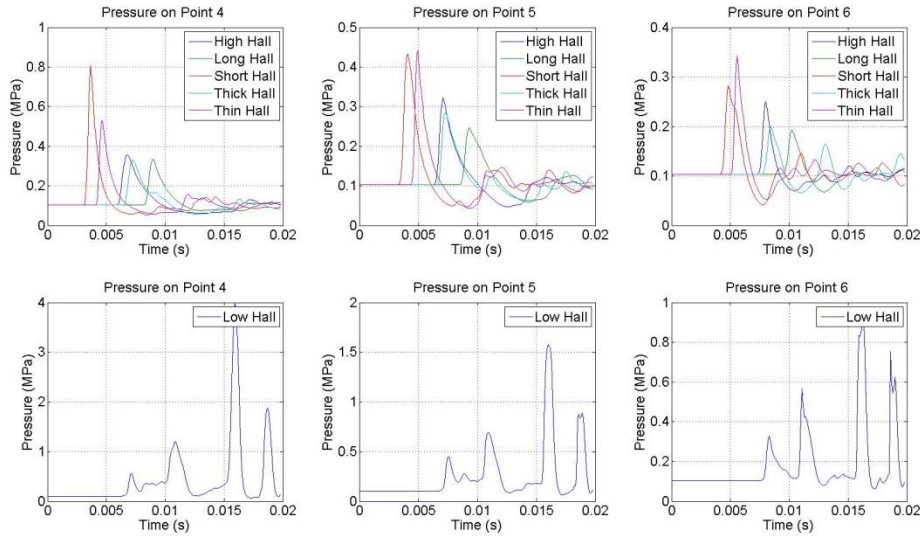 Pressure on Point 4
Pressure (MPa)
1
0.8
0.6
0.4
0.2
0
0
0.005
0.01
0.015
0.02
Time (s)
High Hall
Long Hall
Short Hall
Thick Hall
Thin Hall
Pressure on Point 5
Pressure (MPa)
0.5
0.4
0.3
0.2
0.1
0
0
0.005
0.01
0.015
0.02
Time (s)
High Hall
Long Hall
Short Hall
Thick Hall
Thin Hall
Pressure on Point 6
Pressure (MPa)
0.4
0.3
0.2
0.1
0
0
0.005
0.01
0.015
0.02
Time (s)
High Hall
Long Hall
Short Hall
Thick Hall
Thin Hall
Pressure on Point 4
Pressure (MPa)
4
3
2
1
0
0
0.005
0.01
0.015
0.02
Time (s)
Low Hall
Pressure on Point 5
Pressure (MPa)
2
1.5
1
0.5
0
0
0.005
0.01
0.015
0.02
Time (s)
Low Hall
Pressure on Point 6
Pressure (MPa)
1
0.8
0.6
0.4
0.2
0
0
0.005
0.01
0.015
0.02
Time (s)
Low Hall